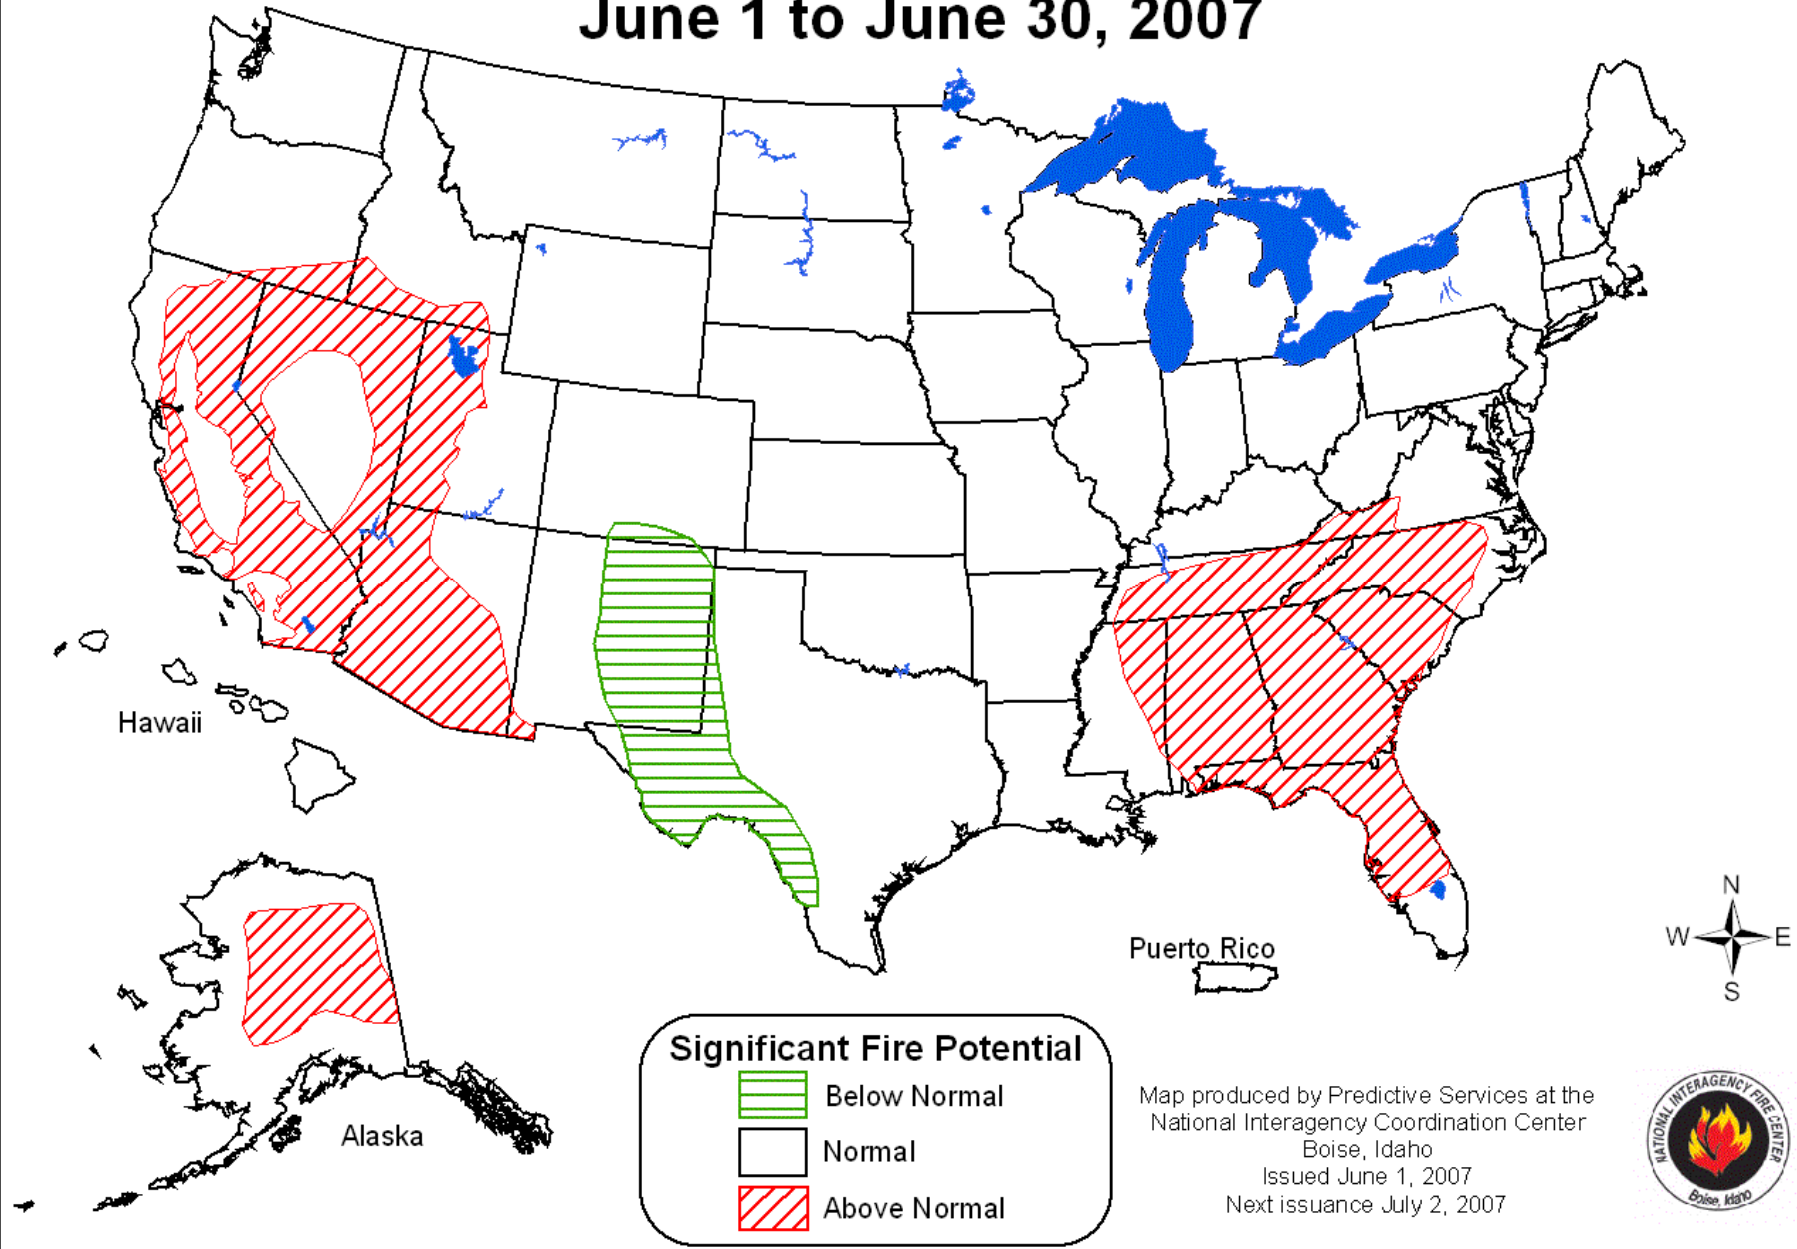 June 1 to June 30, 2007
Hawaii
Alaska
Puerto Rico
N
W
E
S
Significant Fire Potential
Below Normal
Normal
Above Normal
Map produced by Predictive Services at the
National Interagency Coordination Center
Boise, Idaho
Issued June 1, 2007
Next issuance July 2, 2007
NATIONAL INTERAGENCY FIRE CENTER
Boise, Idaho